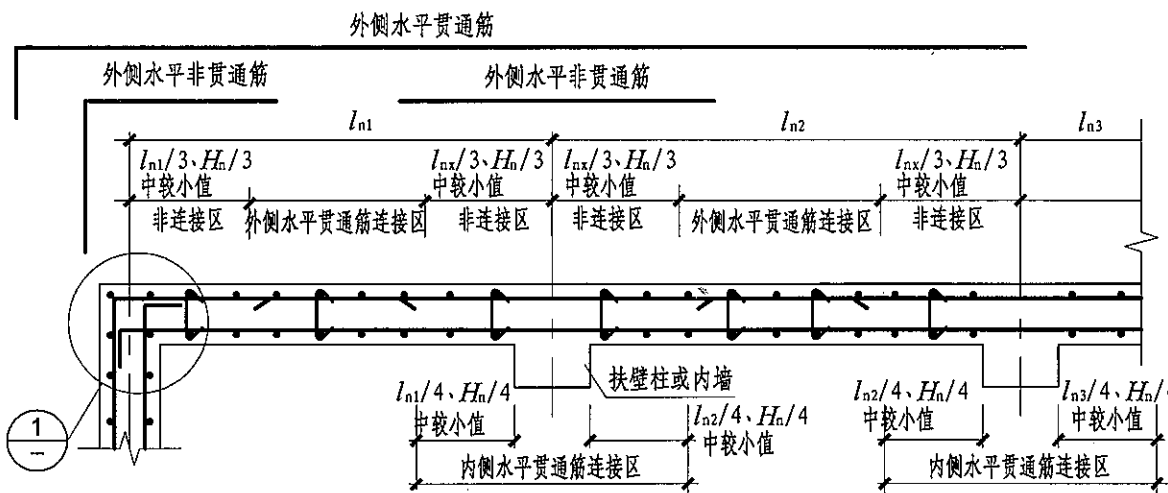 外侧水平贯通筋
外侧水平非贯通筋 外侧水平非贯通筋
ln1 ln2 ln3
ln1/3、Hn/3 lnx/3、Hn/3 lnx/3、Hn/3 lnx/3、Hn/3
中较小值 中较小值 中较小值 中较小值
非连接区 外侧水平贯通筋连接区 非连接区 非连接区 外侧水平贯通筋连接区 非连接区
扶壁柱或内墙
ln1/4、Hn/4 ln2/4、Hn/4 ln3/4、Hn/4
中较小值 中较小值 中较小值
ln2/4、Hn/4
中较小值
1
内侧水平贯通筋连接区 内侧水平贯通筋连接区